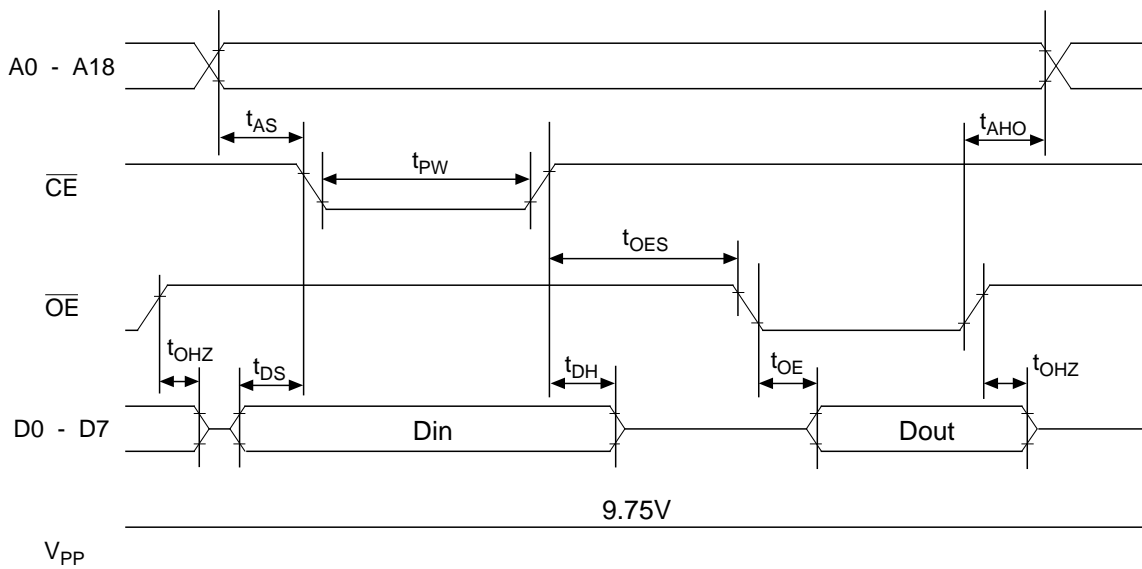 A0 - A18
tAS
tAHO
CE
tPW
tOES
OE
tOHZ
tDS
tDH
tOE
tOHZ
D0 - D7
Din
Dout
9.75V
VPP